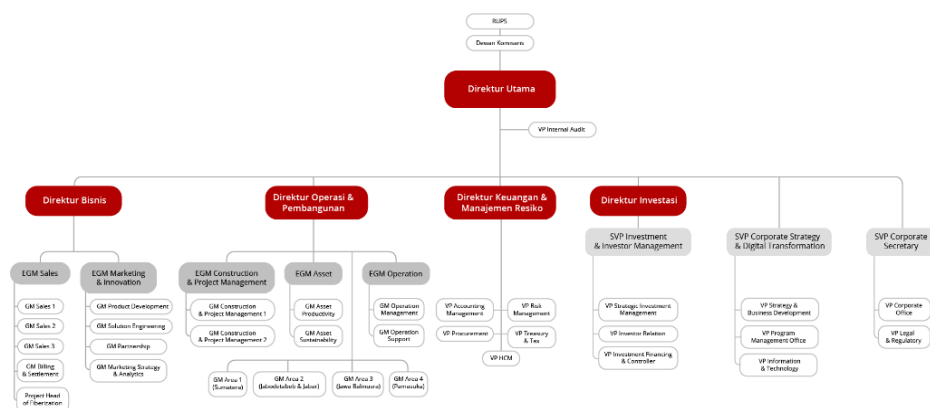 RUPS
Dewan Komisaris
Direktur Utama
VP Internal Audit
Direktur Bisnis
Direktur Operasi &
Pembangunan
Direktur Keuangan &
Manajemen Resiko
Direktur Investasi
SVP Investment
& Investor Management
SVP Corporate Strategy
& Digital Transformation
SVP Corporate
Secretary
EGM Sales
EGM Marketing
& Innovation
EGM Construction
& Project Management
EGM Asset
EGM Operation
GM Sales 1
GM Sales 2
GM Sales 3
GM Billing
& Settlement
Project Head
of Fiberization
GM Product Development
GM Solution Engineering
GM Partnership
GM Marketing Strategy
& Analytics
GM Construction
& Project Management 1
GM Construction
& Project Management 2
GM Asset
Productivity
GM Asset
Sustainability
GM Operation
Management
GM Operation
Support
GM Area 1
(Sumatera)
GM Area 2
(Jabodetabek & Jabar)
GM Area 3
(Jawa Balnusra)
GM Area 4
(Pamasuka)
VP Accounting
Management
VP Risk
Management
VP Procurement
VP Treasury
& Tax
VP HCM
VP Strategic Investment
Management
VP Investor Relation
VP Investment Financing
& Controller
VP Strategy &
Business Development
VP Program
Management Office
VP Information
& Technology
VP Corporate
Office
VP Legal
& Regulatory